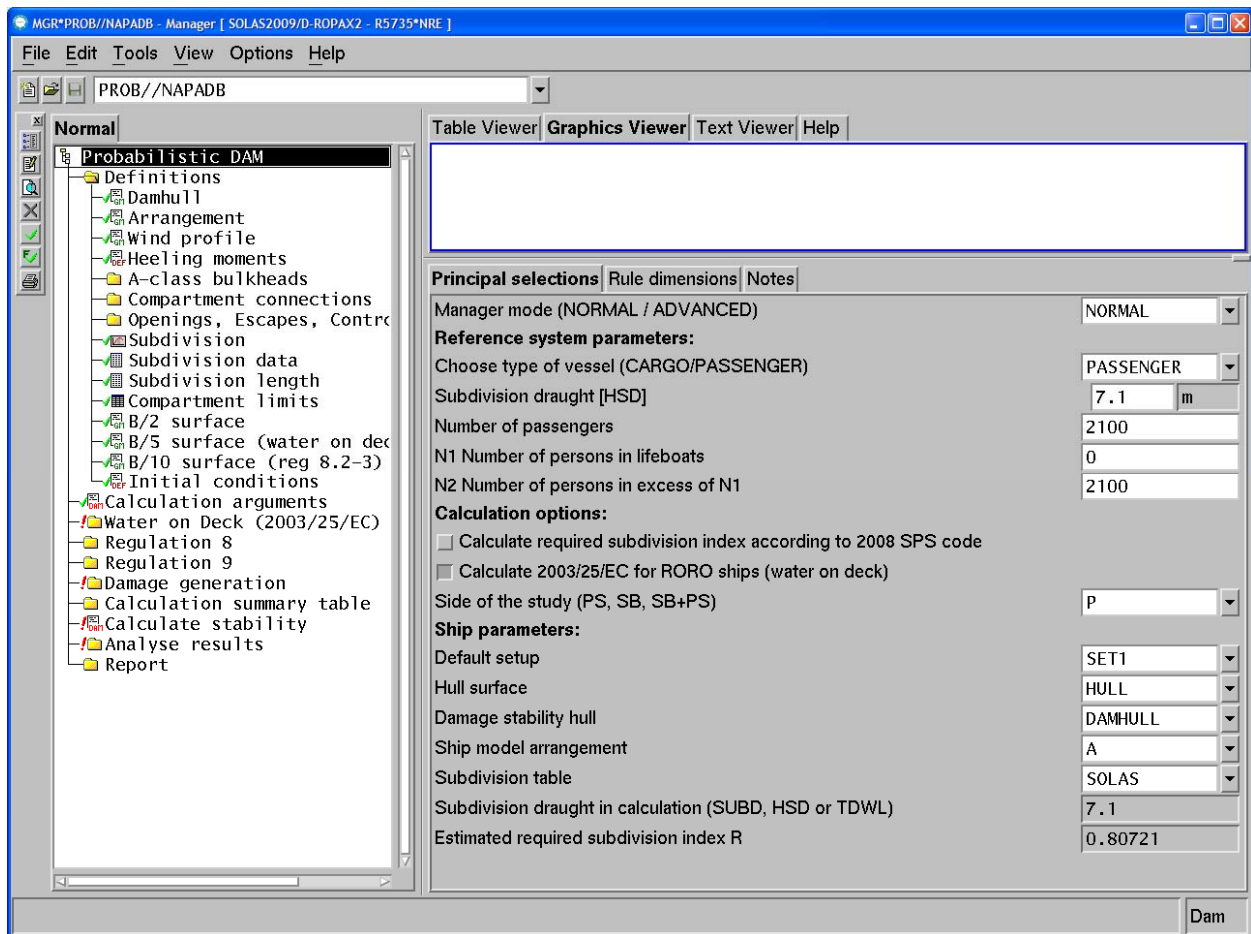 MGR*PROB//NAPADB - Manager [ SOLAS2009/D-ROPAX2 - R5735*NRE ]
File Edit Tools View Options Help
PROB//NAPADB
Normal
Probabilistic DAM
Definitions
Damhull
Arrangement
Wind profile
Heeling moments
A-class bulkheads
Compartment connections
Openings, Escapes, Contro
Subdivision
Subdivision data
Subdivision length
Compartment limits
B/2 surface
B/5 surface (water on dec
B/10 surface (reg 8.2-3)
Initial conditions
Calculation arguments
Water on Deck (2003/25/EC)
Regulation 8
Regulation 9
Damage generation
Calculation summary table
Calculate stability
Analyse results
Report
Table Viewer Graphics Viewer Text Viewer Help
Principal selections Rule dimensions Notes
Manager mode (NORMAL / ADVANCED) NORMAL
Reference system parameters:
Choose type of vessel (CARGO/PASSENGER) PASSENGER
Subdivision draught [HSD] 7.1 m
Number of passengers 2100
N1 Number of persons in lifeboats 0
N2 Number of persons in excess of N1 2100
Calculation options:
Calculate required subdivision index according to 2008 SPS code
Calculate 2003/25/EC for RORO ships (water on deck)
Side of the study (PS, SB, SB+PS) P
Ship parameters:
Default setup SET1
Hull surface HULL
Damage stability hull DAMHULL
Ship model arrangement A
Subdivision table SOLAS
Subdivision draught in calculation (SUBD, HSD or TDWL) 7.1
Estimated required subdivision index R 0.80721
Dam